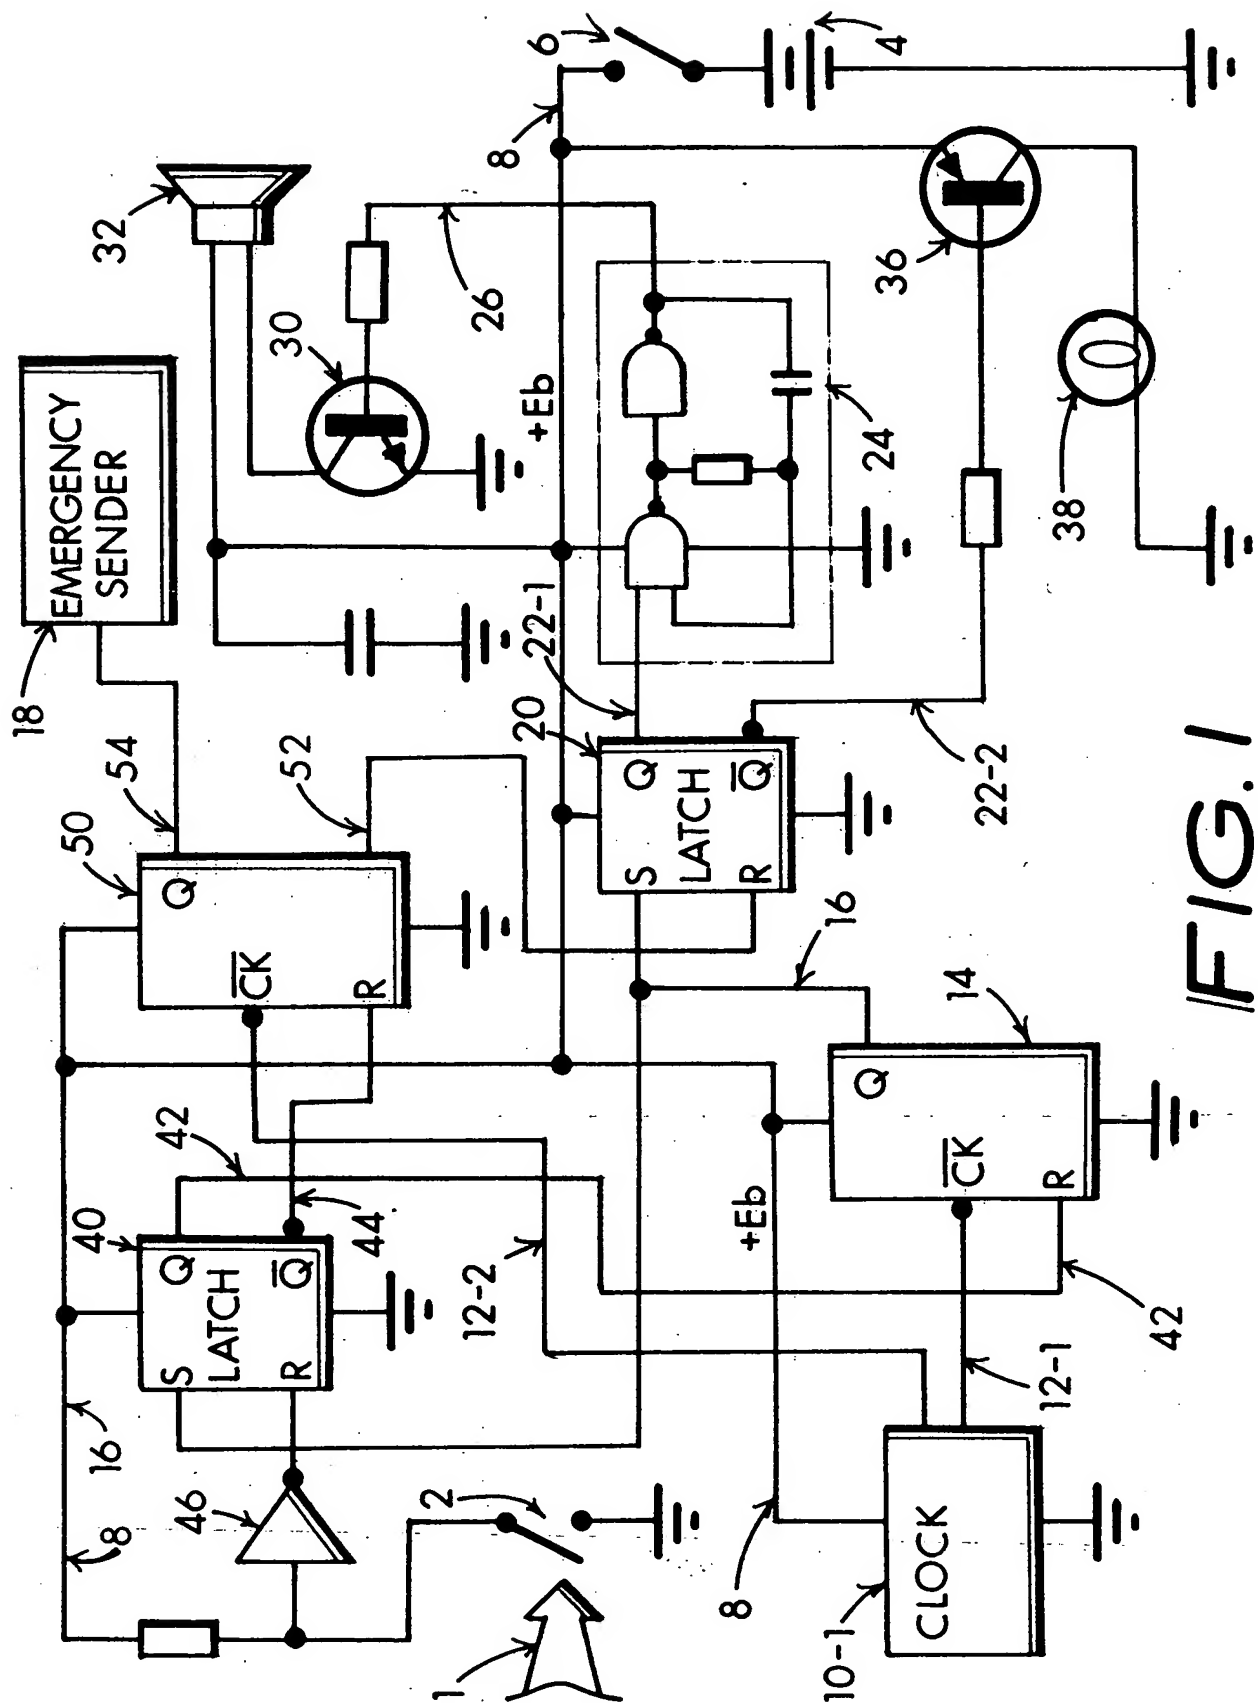 18
EMERGENCY
SENDER
8
16
40
50
54
32
42
46
S
Q
Q
LATCH
C̅K̅
R
Q̅
52
30
44
R
1
2
12-2
26
8
20
22-1
+Eb
6
S
Q
LATCH
8
+Eb
R
Q̅
10-1
16
Q
24
36
4
CLOCK
C̅K̅
14
22-2
12-1
R
38
42
FIG. 1